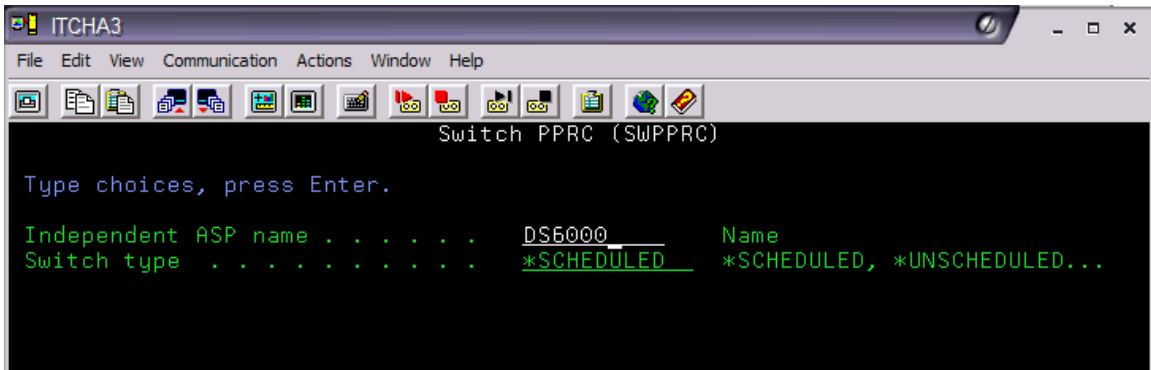 ITCHA3
File Edit View Communication Actions Window Help
Switch PPRC (SWPPRC)
Type choices, press Enter.
Independent ASP name . . . . . . DS6000 Name
Switch type . . . . . . . . . . *SCHEDULED *SCHEDULED, *UNSCHEDULED...